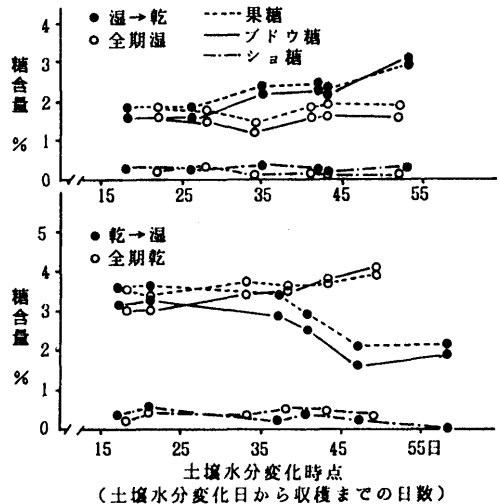 ● 湿→乾
○ 全期湿
果糖
ブドウ糖
ショ糖
糖含量
%
4
3
2
1
0
15 25 35 45 55
● 乾→湿
○ 全期乾
糖含量
%
5
4
3
2
1
0
15 25 35 45 55日
土壌水分変化時点
(土壌水分変化日から収穫までの日数)